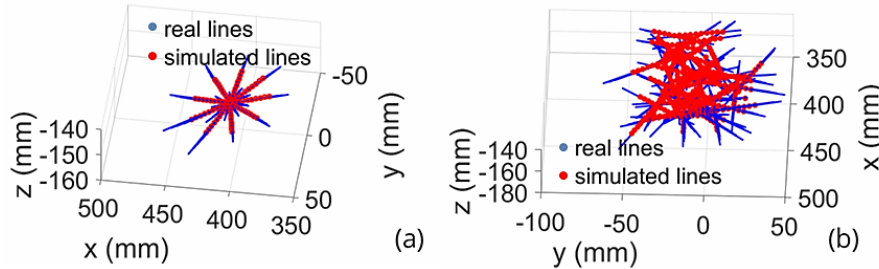 real lines
simulated lines
-50
0
50
y (mm)
-140
-150
-160
z (mm)
500
450
400
350
x (mm)
(a)
350
400
450
500
x (mm)
real lines
simulated lines
-140
-160
-180
z (mm)
-100
-50
0
50
y (mm)
(b)